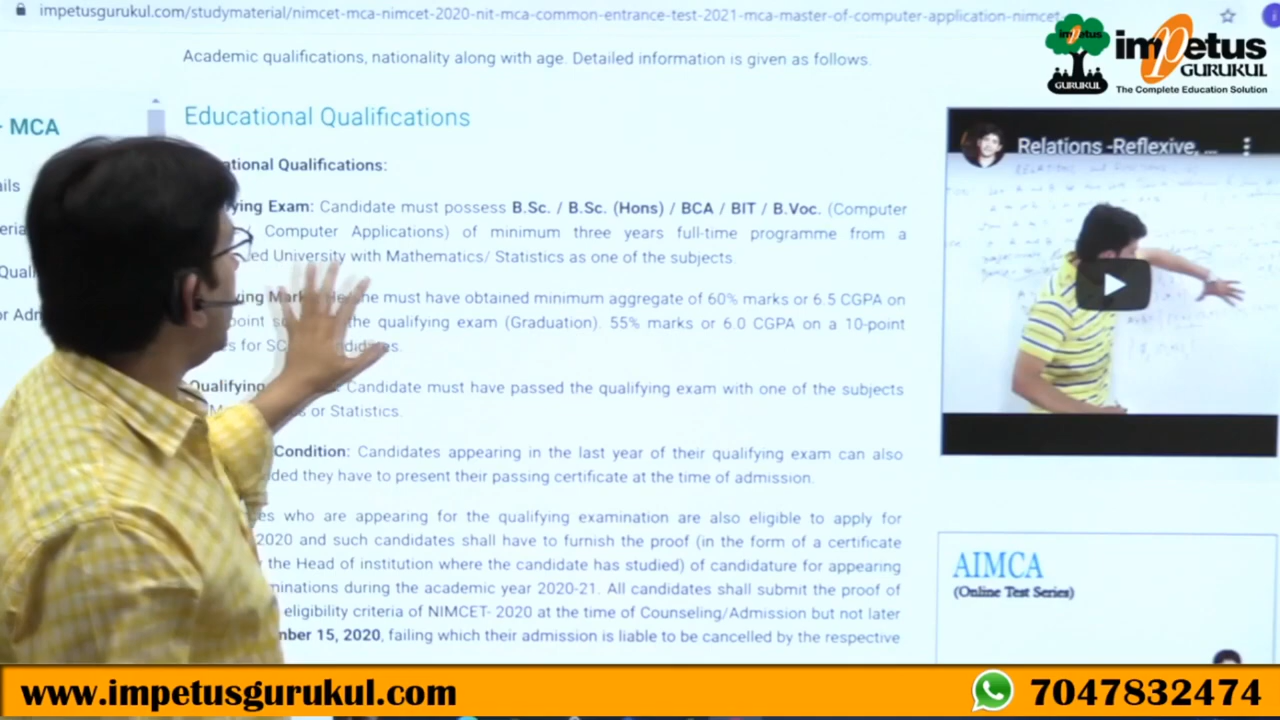 impetusgurukul.com/studymaterial/nimcet-mca-nimcet-2020-nit-mca-common-entrance-test-2021-mca-master-of-computer-application-nimcet-
Academic qualifications, nationality along with age. Detailed information is given as follows.
impetus
GURUKUL
impetus
GURUKUL
The Complete Education Solution
- MCA
Educational Qualifications
ational Qualifications:
ying Exam: Candidate must possess B.Sc. / B.Sc. (Hons) / BCA / BIT / B.Voc. (Computer
Computer Applications) of minimum three years full-time programme from a
ed University with Mathematics/ Statistics as one of the subjects
he must have obtained minimum aggregate of 60% marks or 6.5 CGPA on
point the qualifying exam (Graduation). 55% marks or 6.0 CGPA on a 10-point
s for SC
Qualifying Candidate must have passed the qualifying exam with one of the subjects
or Statistics.
Condition: Candidates appearing in the last year of their qualifying exam can also
ded they have to present their passing certificate at the time of admission.
es who are appearing for the qualifying examination are also eligible to apply for
2020 and such candidates shall have to furnish the proof (in the form of a certificate
the Head of institution where the candidate has studied) of candidature for appearing
minations during the academic year 2020-21. All candidates shall submit the proof of
eligibility criteria of NIMCET- 2020 at the time of Counseling/Admission but not later
mber 15, 2020, failing which their admission is liable to be cancelled by the respective
Relations -Reflexive, ...
AIMCA
(Online Test Series)
www.impetusgurukul.com
7047832474